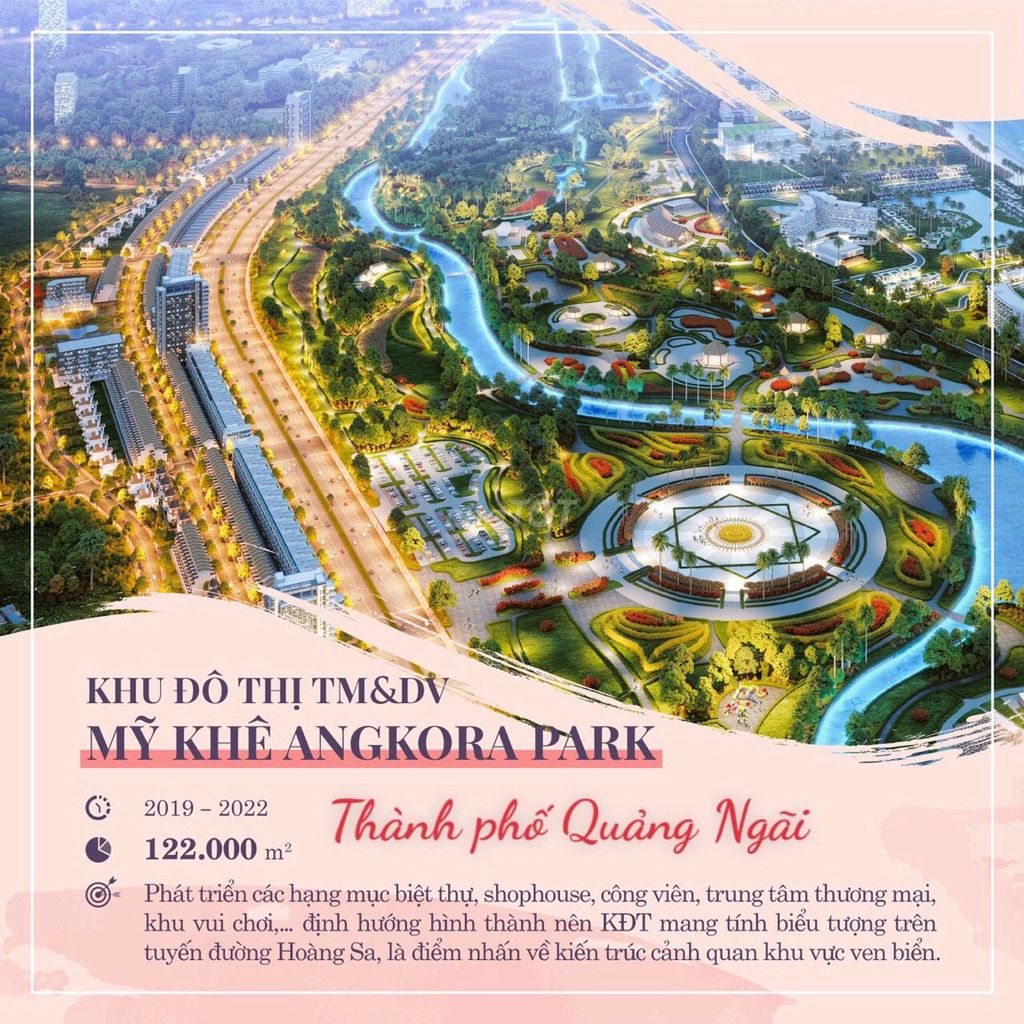 KHU ĐÔ THỊ TM&DV
MỸ KHÊ ANGKORA PARK
2019 – 2022
Thành phố Quảng Ngãi
122.000 m²
Phát triển các hạng mục biệt thự, shophouse, công viên, trung tâm thương mại,
khu vui chơi,... định hướng hình thành nên KĐT mang tính biểu tượng trên
tuyến đường Hoàng Sa, là điểm nhấn về kiến trúc cảnh quan khu vực ven biển.